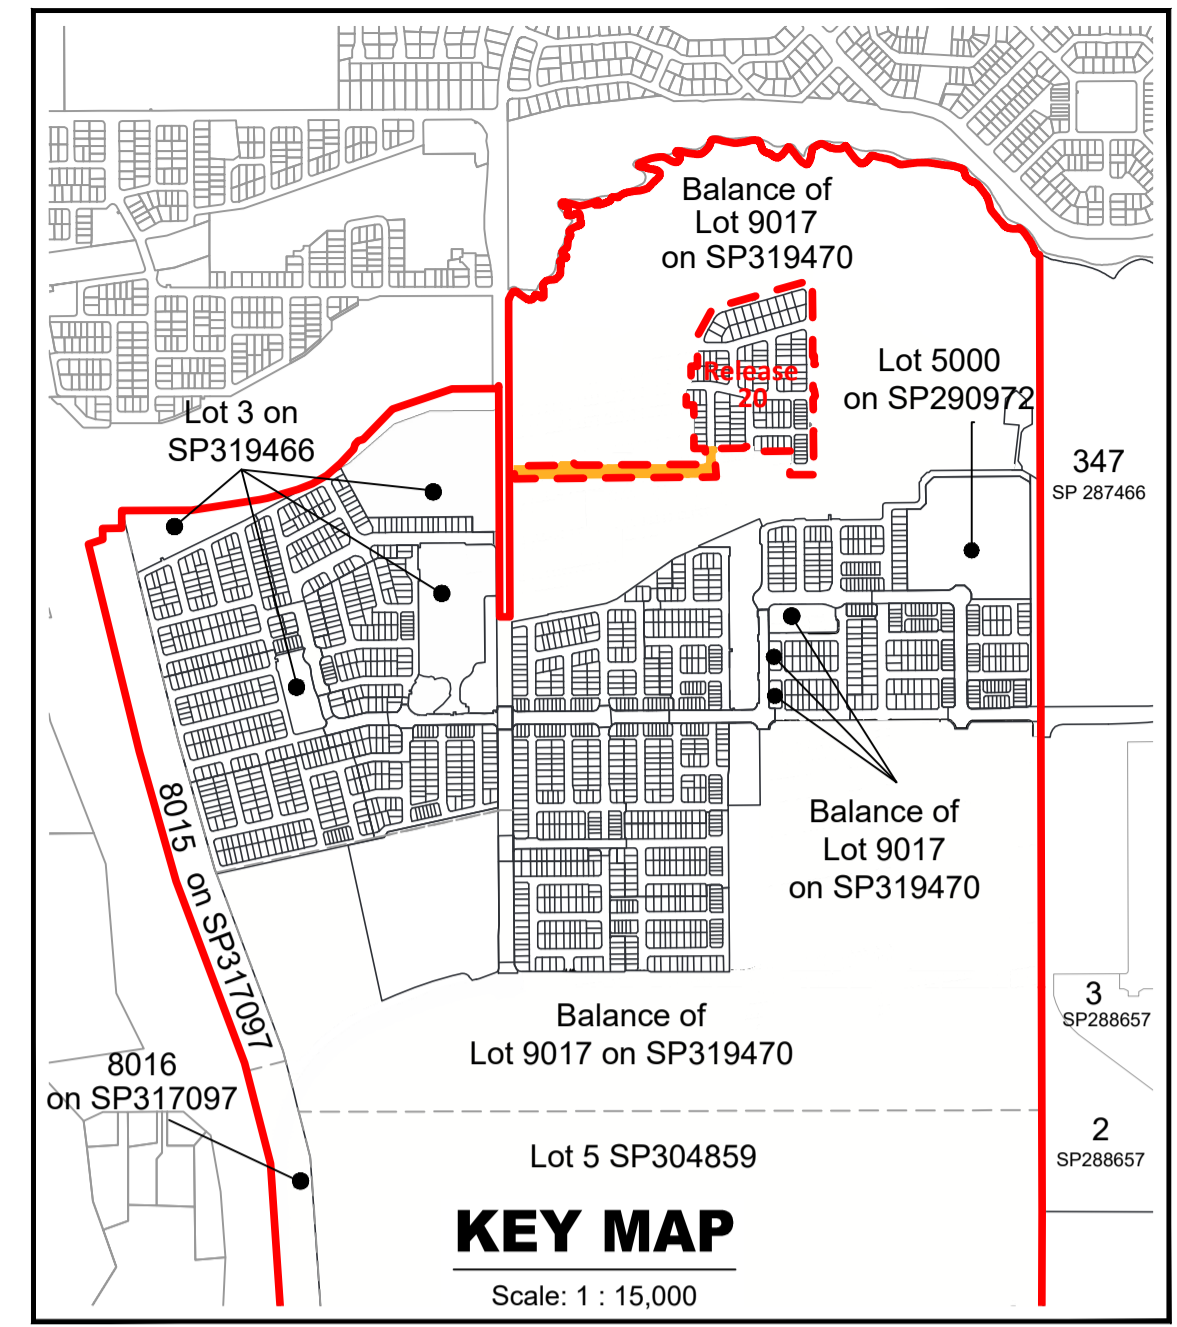 Balance of
Lot 9017
on SP319470
Release
20
Lot 5000
on SP290972
Lot 3 on
SP319466
347
SP 287466
Balance of
Lot 9017
on SP319470
8015 on SP317097
3
SP288657
Balance of
Lot 9017 on SP319470
8016
on SP317097
2
SP288657
Lot 5 SP304859
KEY MAP
Scale: 1 : 15,000